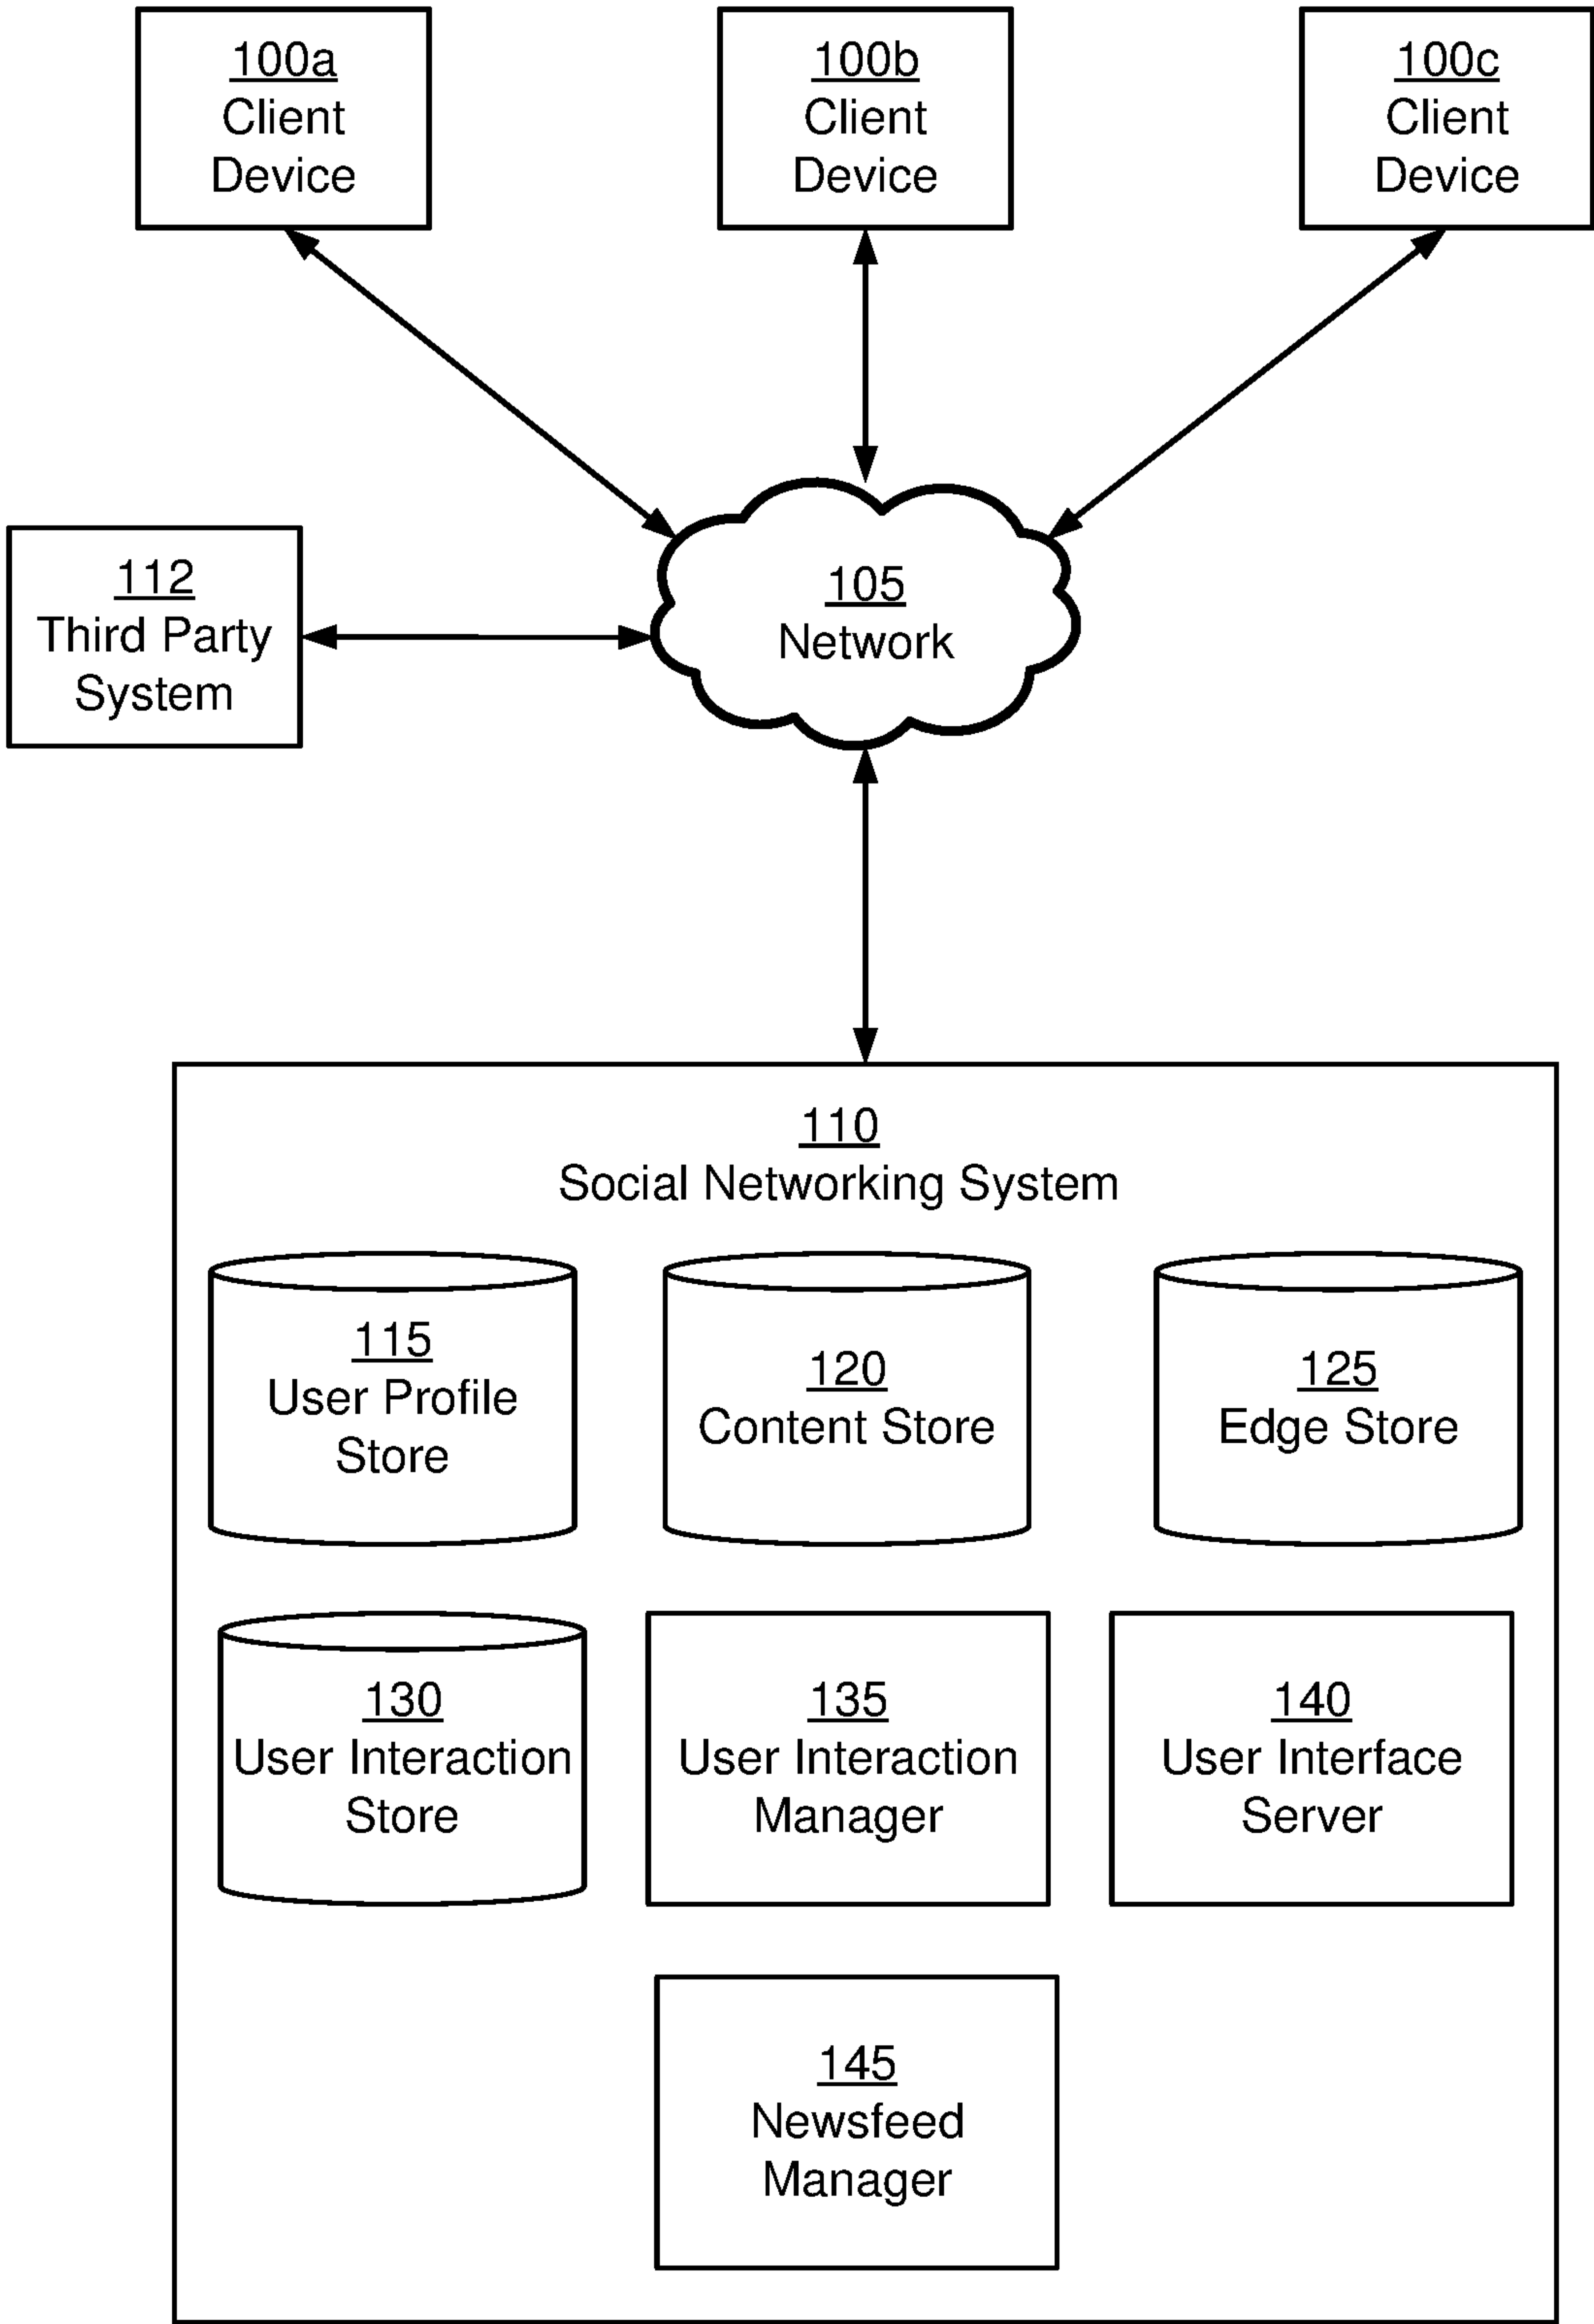 100a
Client
Device
100b
Client
Device
100c
Client
Device
112
Third Party
System
105
Network
110
Social Networking System
115
User Profile
Store
120
Content Store
125
Edge Store
130
User Interaction
Store
135
User Interaction
Manager
140
User Interface
Server
145
Newsfeed
Manager